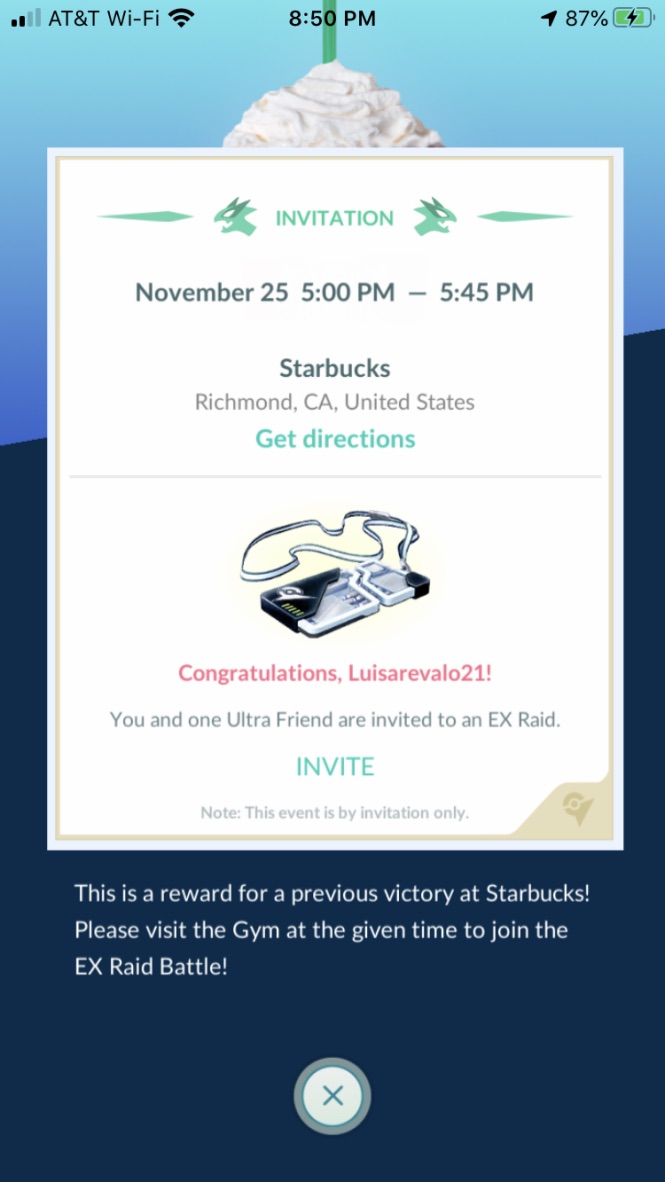 AT&T Wi-Fi 8:50 PM 87%
INVITATION
November 25 5:00 PM — 5:45 PM
Starbucks
Richmond, CA, United States
Get directions
Congratulations, Luisarevalo21!
You and one Ultra Friend are invited to an EX Raid.
INVITE
Note: This event is by invitation only.
This is a reward for a previous victory at Starbucks!
Please visit the Gym at the given time to join the
EX Raid Battle!